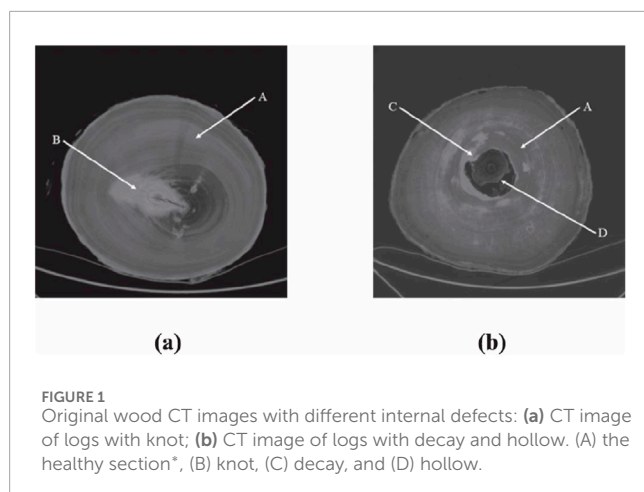 A
B
C
A
D
(a)
(b)
FIGURE 1
Original wood CT images with different internal defects: (a) CT image
of logs with knot; (b) CT image of logs with decay and hollow. (A) the
healthy section*, (B) knot, (C) decay, and (D) hollow.